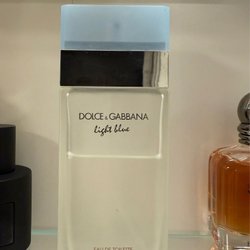 DOLCE & GABBANA
light blue
EAU DE TOILETTE